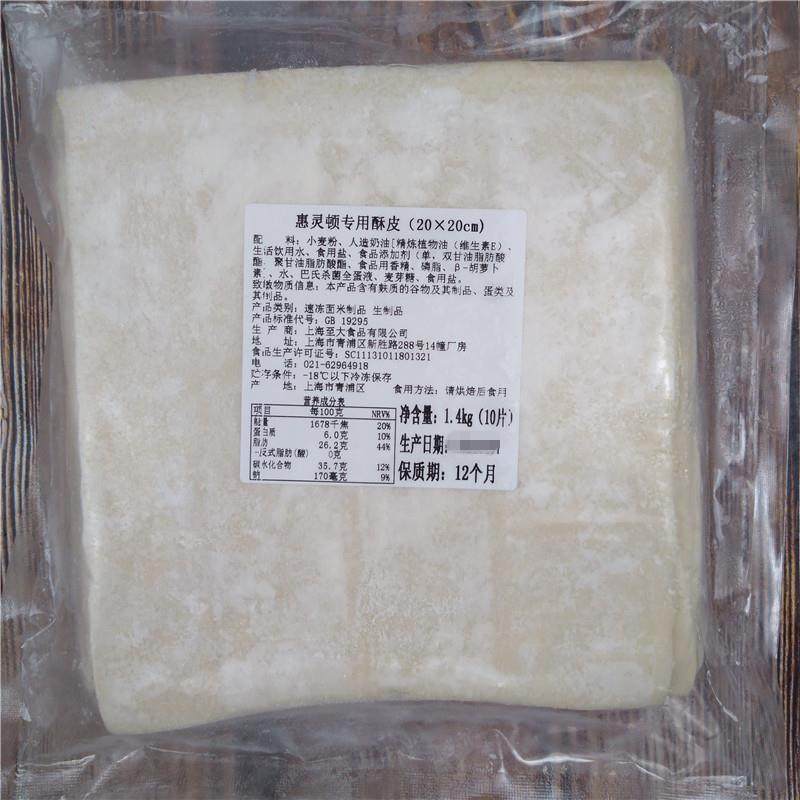 惠灵顿专用酥皮（20×20cm）
配　料：小麦粉、人造奶油[精炼植物油（维生素E）、
生活饮用水、食用盐、食品添加剂（单，双甘油脂肪酸
酯、聚甘油脂肪酸酯、食品用香精、磷脂、β-胡萝卜
素）]、水、巴氏杀菌全蛋液、麦芽糖、食用盐。
致敏物质信息：本产品含有麸质的谷物及其制品、蛋类及
其制品。
产品类别：速冻面米制品 生制品
产品标准代号：GB 19295
生 产 商：上海至大食品有限公司
地　址：上海市青浦区新胜路288号14幢厂房
食品生产许可证号：SC11131011801321
电　话：021-62964918
贮存条件：-18℃以下冷冻保存
产　地：上海市青浦区 食用方法：请烘焙后食用
营养成分表
项目 每100克 NRV%
能量 1678千焦 20%
蛋白质 6.0克 10%
脂肪 26.2克 44%
-反式脂肪(酸) 0克
碳水化合物 35.7克 12%
钠 170毫克 9%
净含量：1.4kg（10片）
生产日期：
保质期：12个月